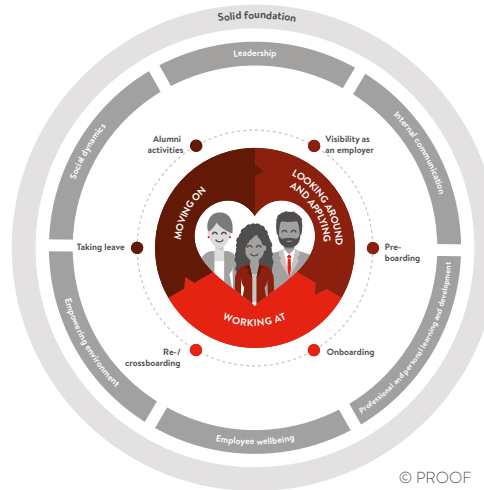 Solid foundation
Leadership
Social dynamics
Internal communication
Alumni
activities
Visibility as
an employer
MOVING ON
LOOKING AROUND
AND APPLYING
Taking leave
Pre-
boarding
WORKING AT
Re-/
crossboarding
Onboarding
Empowering environment
Professional and personal learning and development
Employee wellbeing
© PROOF